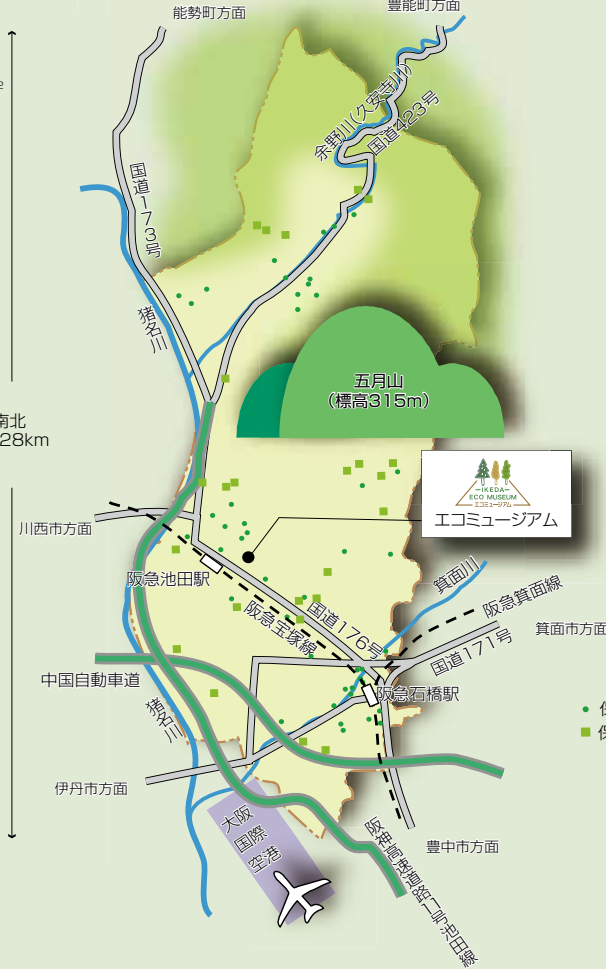 能勢町方面
豊能町方面
余野川(久安寺川)
国道423号
国道173号
猪名川
五月山
(標高315m)
南北
28km
IKEDA
ECO MUSEUM
エコミュージアム
エコミュージアム
川西市方面
阪急池田駅
箕面川
阪急箕面線
国道176号
阪急宝塚線
箕面市方面
国道171号
中国自動車道
阪急石橋駅
猪名川
伊丹市方面
大阪
国際
空港
豊中市方面
阪神高速道路11号池田線